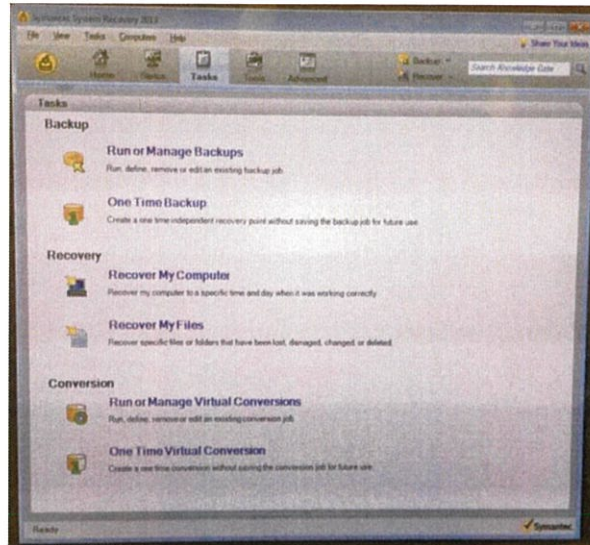 Symantec System Recovery 2013
File View Tasks Computers Help
Share Your Ideas
Home Status Tasks Tools Advanced
Backup
Recover
Search Knowledge Base
Tasks
Backup
Run or Manage Backups
Run, define, remove or edit an existing backup job.
One Time Backup
Create a one time independent recovery point without saving the backup job for future use.
Recovery
Recover My Computer
Recover my computer to a specific time and day when it was working correctly.
Recover My Files
Recover specific files or folders that have been lost, damaged, changed, or deleted.
Conversion
Run or Manage Virtual Conversions
Run, define, remove or edit an existing conversion job.
One Time Virtual Conversion
Create a one time conversion without saving the conversion job for future use.
Ready
Symantec